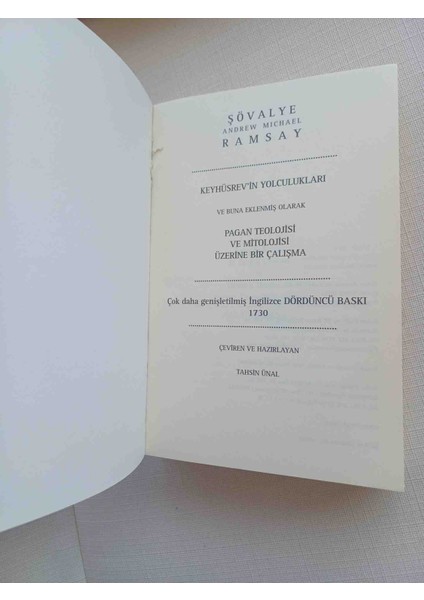 ŞÖVALYE
ANDREW MICHAEL
RAMSAY
KEYHÜSREV'İN YOLCULUKLARI
VE BUNA EKLENMİŞ OLARAK
PAGAN TEOLOJİSİ
VE MİTOLOJİSİ
ÜZERİNE BİR ÇALIŞMA
Çok daha genişletilmiş İngilizce DÖRDÜNCÜ BASKI
1730
ÇEVİREN VE HAZIRLAYAN
TAHSİN ÜNAL